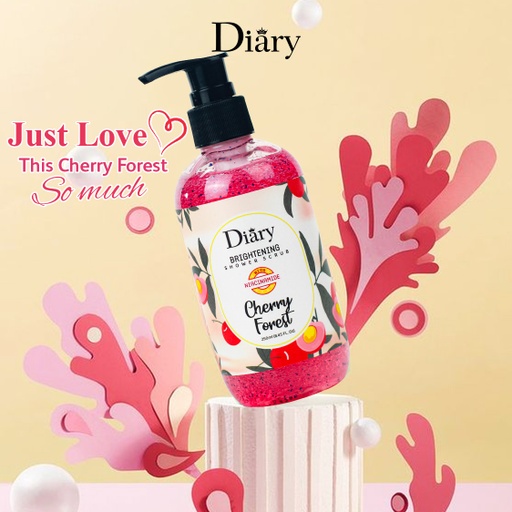 Diary
Just Love
This Cherry Forest
So much
Diary
BRIGHTENING
SHOWER SCRUB
NIACINAMIDE
Cherry
Forest